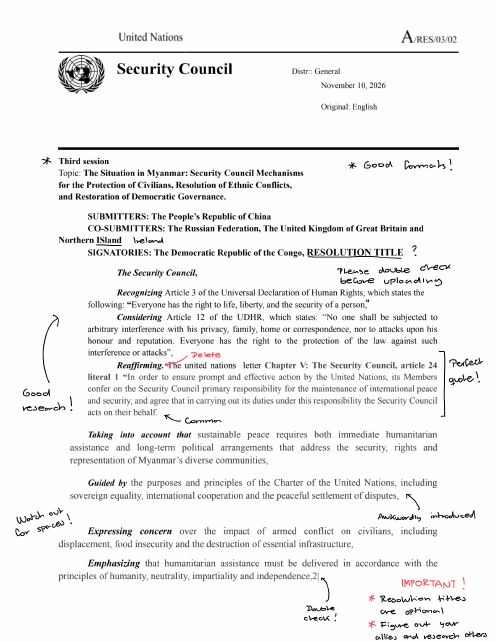 United Nations
A/RES/03/02
Security Council
Distr.: General
November 10, 2026
Original: English
* Third session
* Good formats!
Topic: The Situation in Myanmar: Security Council Mechanisms
for the Protection of Civilians, Resolution of Ethnic Conflicts,
and Restoration of Democratic Governance.
SUBMITTERS: The People's Republic of China
CO-SUBMITTERS: The Russian Federation, The United Kingdom of Great Britain and
Northern ISland Ireland
SIGNATORIES: The Democratic Republic of the Congo, RESOLUTION TITLE ?
Please double check
before uploading
The Security Council,
Recognizing Article 3 of the Universal Declaration of Human Rights, which states the
following: “Everyone has the right to life, liberty, and the security of a person,"
Considering Article 12 of the UDHR, which states: “No one shall be subjected to
arbitrary interference with his privacy, family, home or correspondence, nor to attacks upon his
honour and reputation. Everyone has the right to the protection of the law against such
interference or attacks”,
Delete
Reaffirming. The united nations letter Chapter V: The Security Council, article 24
literal 1 “In order to ensure prompt and effective action by the United Nations, its Members
confer on the Security Council primary responsibility for the maintenance of international peace
and security, and agree that in carrying out its duties under this responsibility the Security Council
acts on their behalf.
Perfect
quote!
Good
research!
Common
Taking into account that sustainable peace requires both immediate humanitarian
assistance and long-term political arrangements that address the security, rights and
representation of Myanmar’s diverse communities,
Guided by the purposes and principles of the Charter of the United Nations, including
sovereign equality, international cooperation and the peaceful settlement of disputes,
Awkwardly introduced
Watch out
for spaces!
Expressing concern over the impact of armed conflict on civilians, including
displacement, food insecurity and the destruction of essential infrastructure,
Emphasizing that humanitarian assistance must be delivered in accordance with the
principles of humanity, neutrality, impartiality and independence,2|
Double
check!
IMPORTANT!
* Resolution titles
are optional
* Figure out your
allies and research others